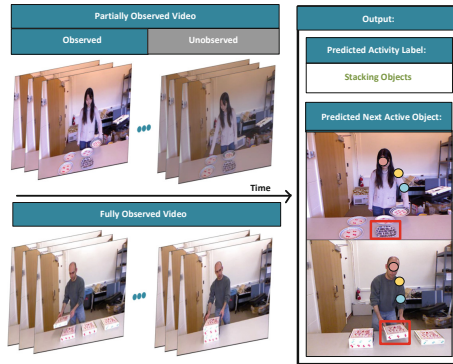 Partially Observed Video
Observed
Unobserved
Time
Fully Observed Video
Output:
Predicted Activity Label:
Stacking Objects
Predicted Next Active Object: